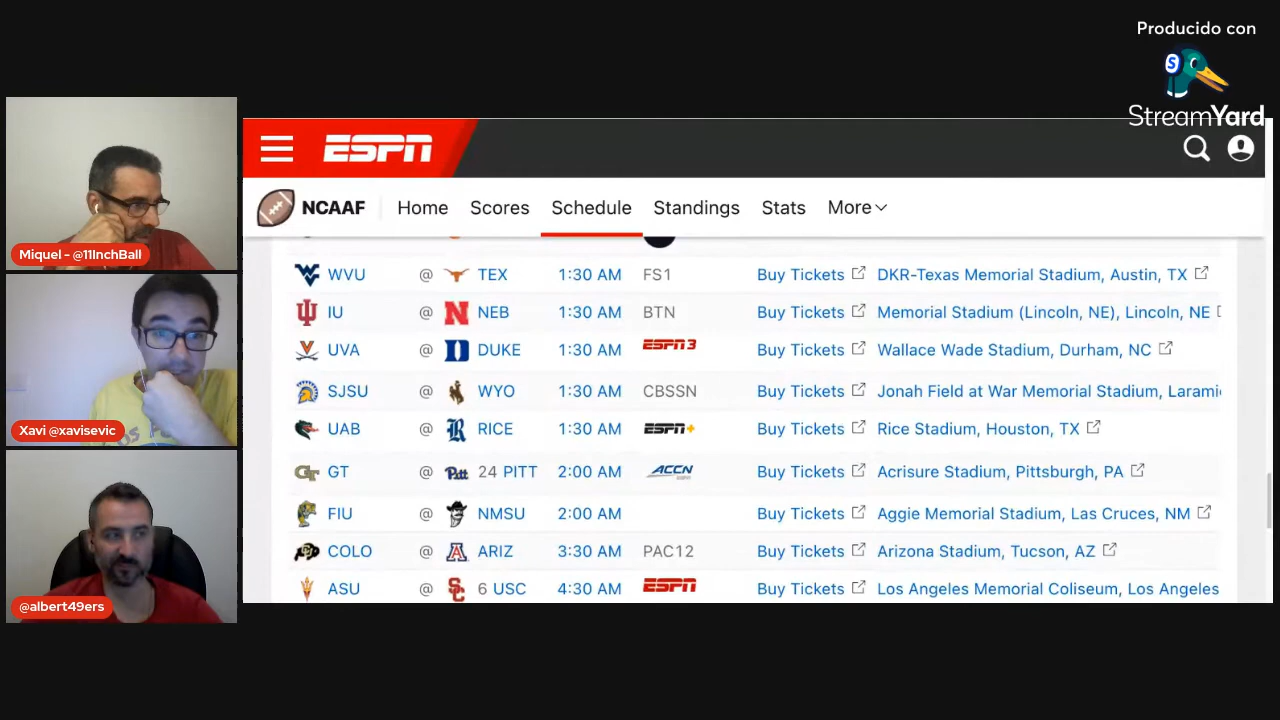 Producido con
S
StreamYard
ESPN
NCAAF Home Scores Schedule Standings Stats More
WVU @ TEX 1:30 AM FS1 Buy Tickets DKR-Texas Memorial Stadium, Austin, TX
IU @ N NEB 1:30 AM BTN Buy Tickets Memorial Stadium (Lincoln, NE), Lincoln, NE
UVA @ D DUKE 1:30 AM ESPN3 Buy Tickets Wallace Wade Stadium, Durham, NC
SJSU @ WYO 1:30 AM CBSSN Buy Tickets Jonah Field at War Memorial Stadium, Larami
UAB @ R RICE 1:30 AM ESPN+ Buy Tickets Rice Stadium, Houston, TX
GT GT @ Pitt 24 PITT 2:00 AM ACCN ESPN Buy Tickets Acrisure Stadium, Pittsburgh, PA
FIU @ NMSU 2:00 AM Buy Tickets Aggie Memorial Stadium, Las Cruces, NM
COLO @ A ARIZ 3:30 AM PAC12 Buy Tickets Arizona Stadium, Tucson, AZ
ASU @ SC 6 USC 4:30 AM ESPN Buy Tickets Los Angeles Memorial Coliseum, Los Angeles
Miquel - @11InchBall
Xavi @xavisevic
@albert49ers